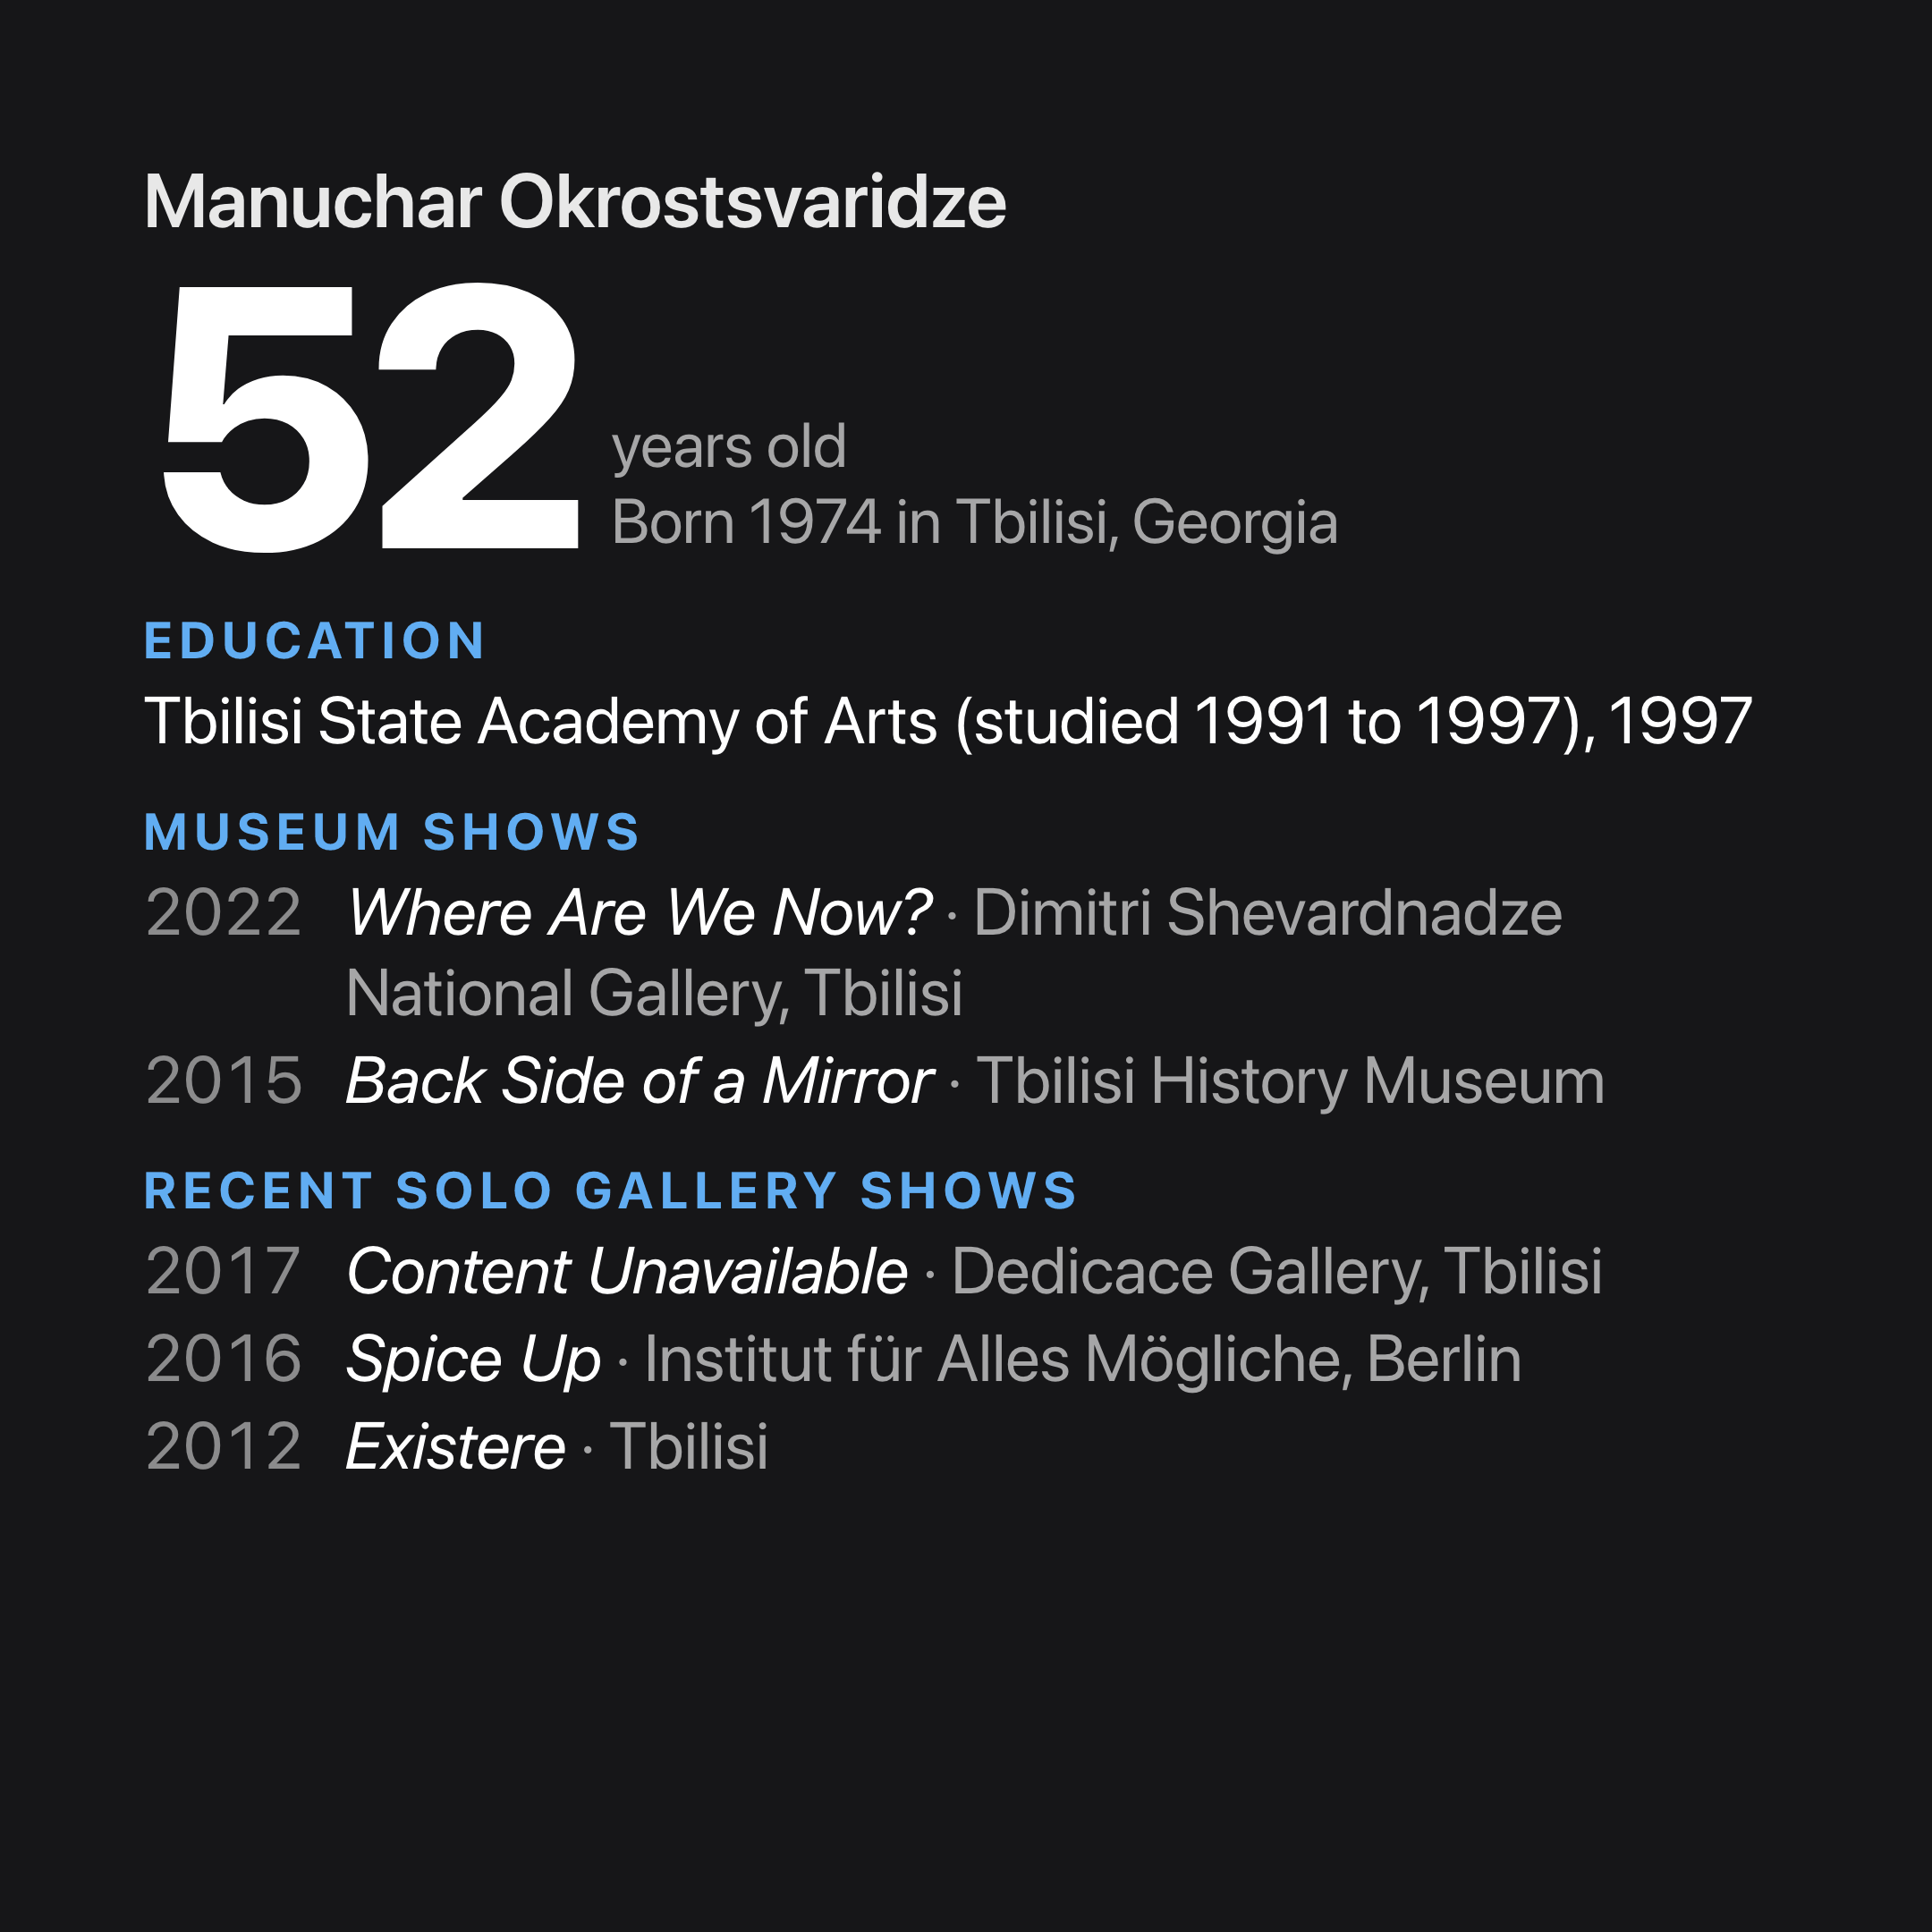 Manuchar Okrostsvaridze
52
years old
Born 1974 in Tbilisi, Georgia
EDUCATION
Tbilisi State Academy of Arts (studied 1991 to 1997), 1997
MUSEUM SHOWS
2022 Where Are We Now? · Dimitri Shevardnadze
National Gallery, Tbilisi
2015 Back Side of a Mirror · Tbilisi History Museum
RECENT SOLO GALLERY SHOWS
2017 Content Unavailable · Dedicace Gallery, Tbilisi
2016 Spice Up · Institut für Alles Mögliche, Berlin
2012 Existere · Tbilisi